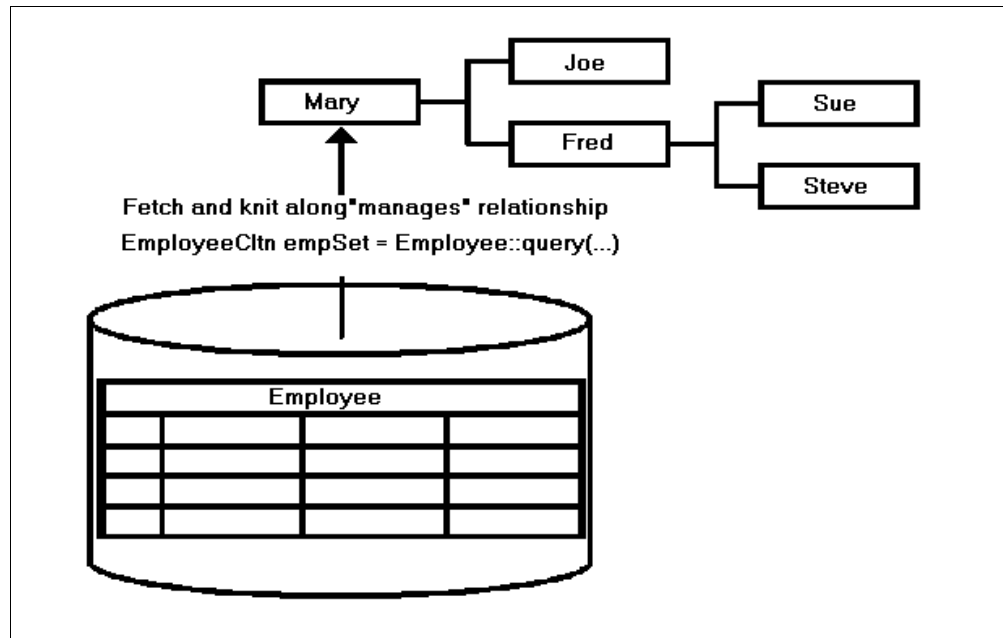 Joe
Mary
Sue
Fred
Steve
Fetch and knit along"manages" relationship
EmployeeCltn empSet = Employee::query(...)
Employee